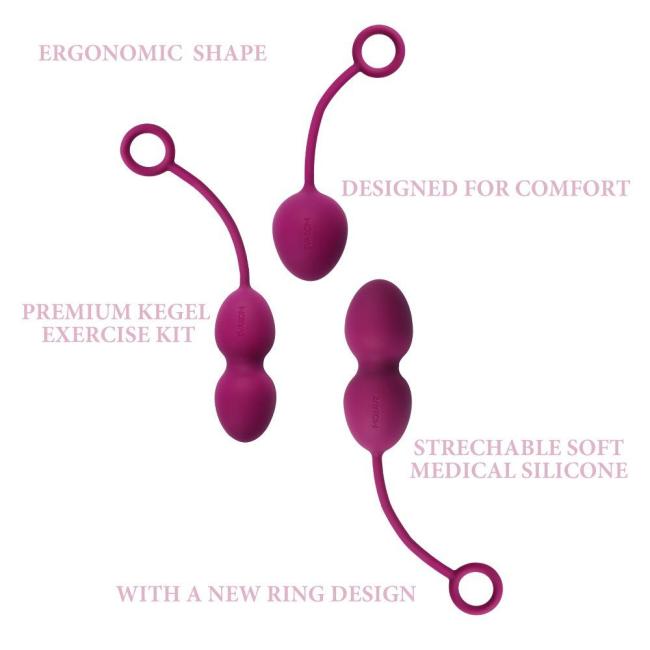 ERGONOMIC SHAPE
DESIGNED FOR COMFORT
PREMIUM KEGEL
EXERCISE KIT
STRECHABLE SOFT
MEDICAL SILICONE
WITH A NEW RING DESIGN